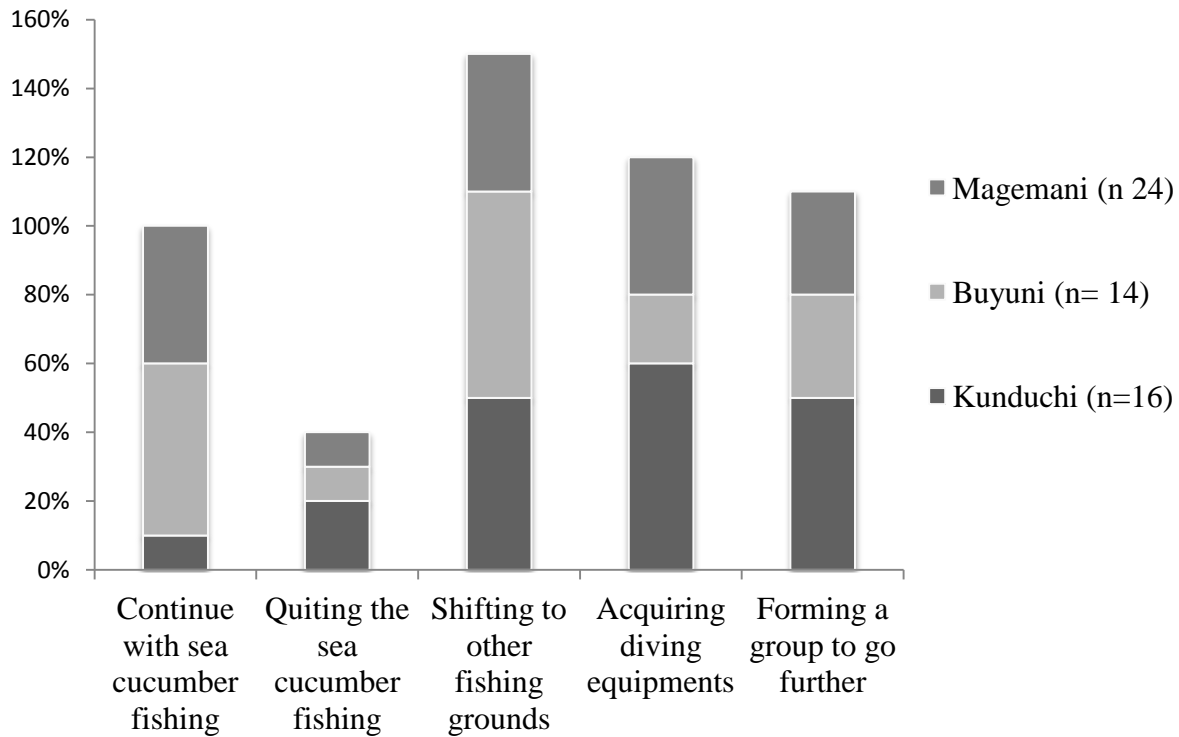 160%
140%
120%
100%
80%
60%
40%
20%
0%
Continue
with sea
cucumber
fishing
Quiting the
sea
cucumber
fishing
Shifting to
other
fishing
grounds
Acquiring
diving
equipments
Forming a
group to go
further
Magemani (n 24)
Buyuni (n= 14)
Kunduchi (n=16)